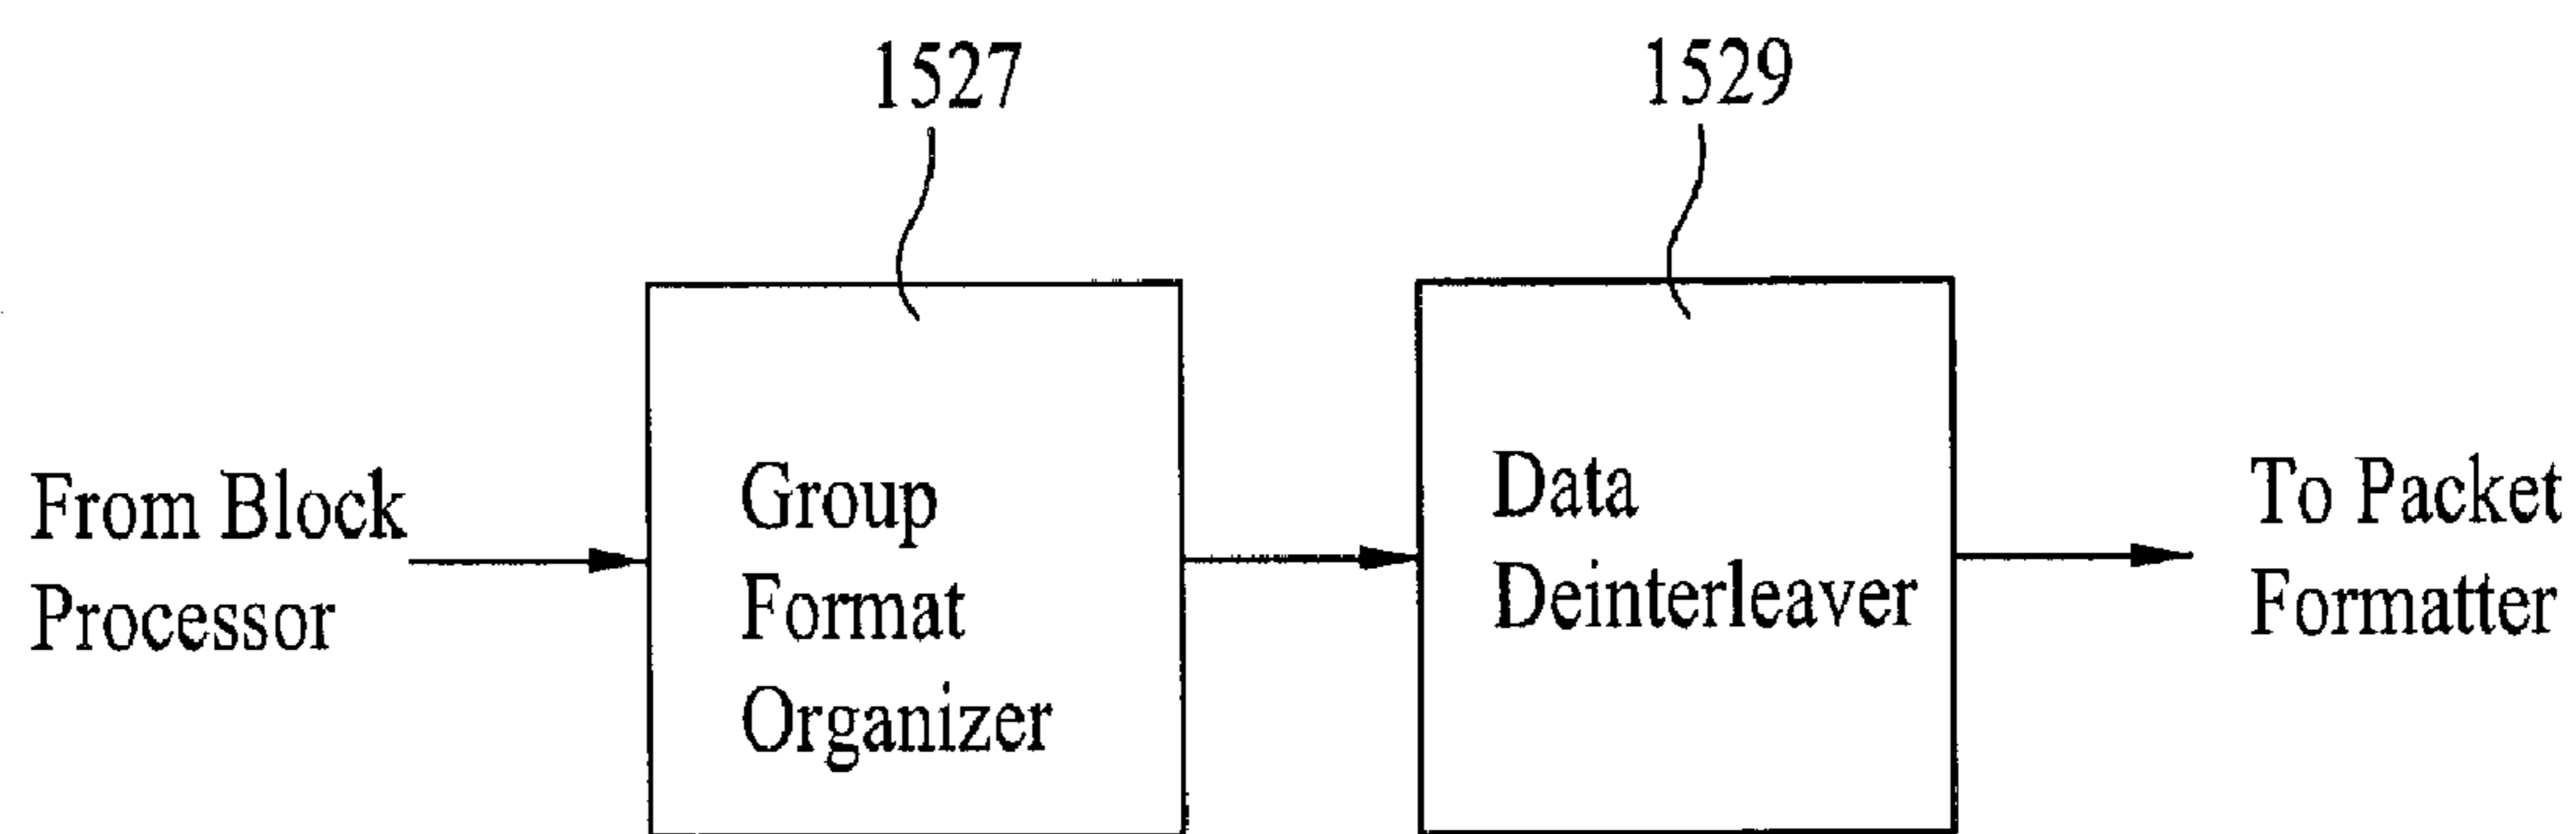 1527
1529
From Block
Processor
Group
Format
Organizer
Data
Deinterleaver
To Packet
Formatter